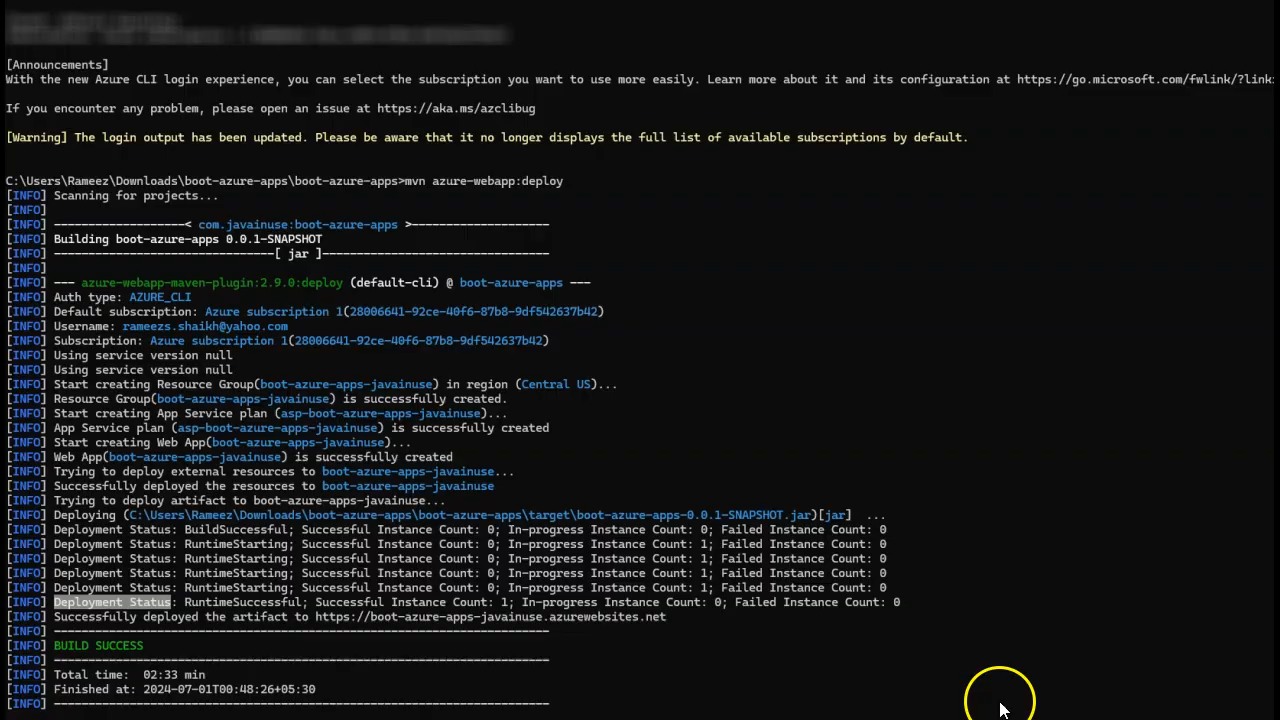 [Announcements]
With the new Azure CLI login experience, you can select the subscription you want to use more easily. Learn more about it and its configuration at https://go.microsoft.com/fwlink/?link
If you encounter any problem, please open an issue at https://aka.ms/azclibug
[Warning] The login output has been updated. Please be aware that it no longer displays the full list of available subscriptions by default.
C:\Users\Rameez\Downloads\boot-azure-apps\boot-azure-apps>mvn azure-webapp:deploy
[INFO] Scanning for projects...
[INFO]
[INFO] -------------------< com.javainuse:boot-azure-apps >--------------------
[INFO] Building boot-azure-apps 0.0.1-SNAPSHOT
[INFO] --------------------------------[ jar ]---------------------------------
[INFO]
[INFO] --- azure-webapp-maven-plugin:2.9.0:deploy (default-cli) @ boot-azure-apps ---
[INFO] Auth type: AZURE_CLI
[INFO] Default subscription: Azure subscription 1(28006641-92ce-40f6-87b8-9df542637b42)
[INFO] Username: rameezs.shaikh@yahoo.com
[INFO] Subscription: Azure subscription 1(28006641-92ce-40f6-87b8-9df542637b42)
[INFO] Using service version null
[INFO] Using service version null
[INFO] Start creating Resource Group(boot-azure-apps-javainuse) in region (Central US)...
[INFO] Resource Group(boot-azure-apps-javainuse) is successfully created.
[INFO] Start creating App Service plan (asp-boot-azure-apps-javainuse)...
[INFO] App Service plan (asp-boot-azure-apps-javainuse) is successfully created
[INFO] Start creating Web App(boot-azure-apps-javainuse)...
[INFO] Web App(boot-azure-apps-javainuse) is successfully created
[INFO] Trying to deploy external resources to boot-azure-apps-javainuse...
[INFO] Successfully deployed the resources to boot-azure-apps-javainuse
[INFO] Trying to deploy artifact to boot-azure-apps-javainuse...
[INFO] Deploying (C:\Users\Rameez\Downloads\boot-azure-apps\boot-azure-apps\target\boot-azure-apps-0.0.1-SNAPSHOT.jar)[jar]  ...
[INFO] Deployment Status: BuildSuccessful; Successful Instance Count: 0; In-progress Instance Count: 0; Failed Instance Count: 0
[INFO] Deployment Status: RuntimeStarting; Successful Instance Count: 0; In-progress Instance Count: 1; Failed Instance Count: 0
[INFO] Deployment Status: RuntimeStarting; Successful Instance Count: 0; In-progress Instance Count: 1; Failed Instance Count: 0
[INFO] Deployment Status: RuntimeStarting; Successful Instance Count: 0; In-progress Instance Count: 1; Failed Instance Count: 0
[INFO] Deployment Status: RuntimeStarting; Successful Instance Count: 0; In-progress Instance Count: 1; Failed Instance Count: 0
[INFO] Deployment Status: RuntimeSuccessful; Successful Instance Count: 1; In-progress Instance Count: 0; Failed Instance Count: 0
[INFO] Successfully deployed the artifact to https://boot-azure-apps-javainuse.azurewebsites.net
[INFO] ------------------------------------------------------------------------
[INFO] BUILD SUCCESS
[INFO] ------------------------------------------------------------------------
[INFO] Total time:  02:33 min
[INFO] Finished at: 2024-07-01T00:48:26+05:30
[INFO] ------------------------------------------------------------------------